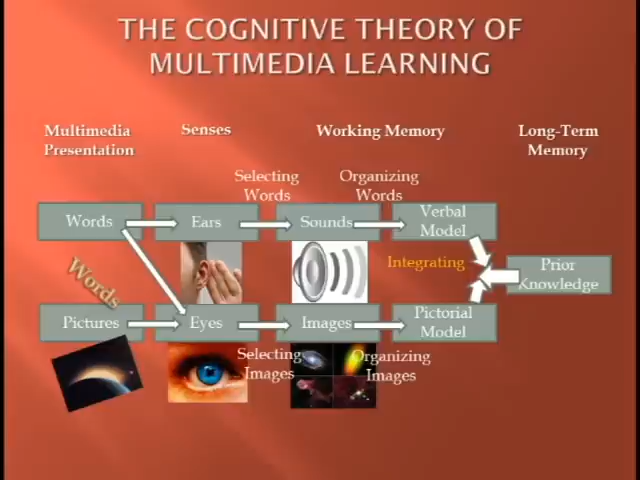 THE COGNITIVE THEORY OF
MULTIMEDIA LEARNING
Multimedia
Presentation
Senses
Working Memory
Long-Term
Memory
Selecting
Words
Organizing
Words
Words
Ears
Sounds
Verbal
Model
Words
Integrating
Prior
Knowledge
Pictures
Eyes
Images
Pictorial
Model
Selecting
Images
Organizing
Images